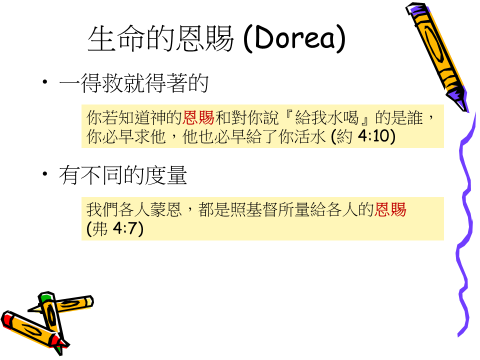 生命的恩賜 (Dorea)
• 一得救就得著的
你若知道神的恩賜和對你說『給我水喝』的是誰，
你必早求他，他也必早給了你活水 (約 4:10)
• 有不同的度量
我們各人蒙恩，都是照基督所量給各人的恩賜
(弗 4:7)